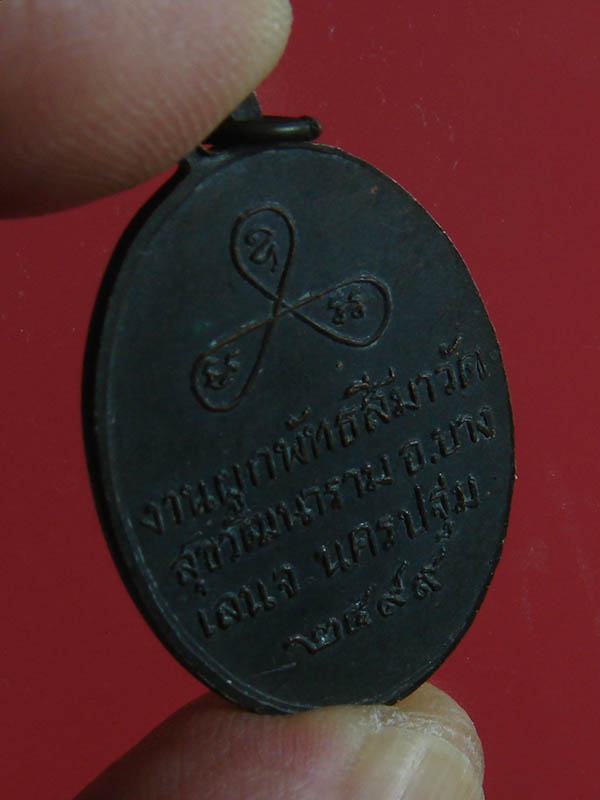 งานผูกพัทธสีมาวัด
สุขวัฒนาราม อ.บาง
เลน จ นครปฐม
๒๕๙๙